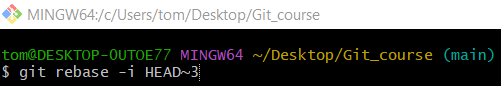 MINGW64:/c/Users/tom/Desktop/Git_course
tom@DESKTOP-OUTOE77 MINGW64 ~/Desktop/Git_course (main)
$ git rebase -i HEAD~3